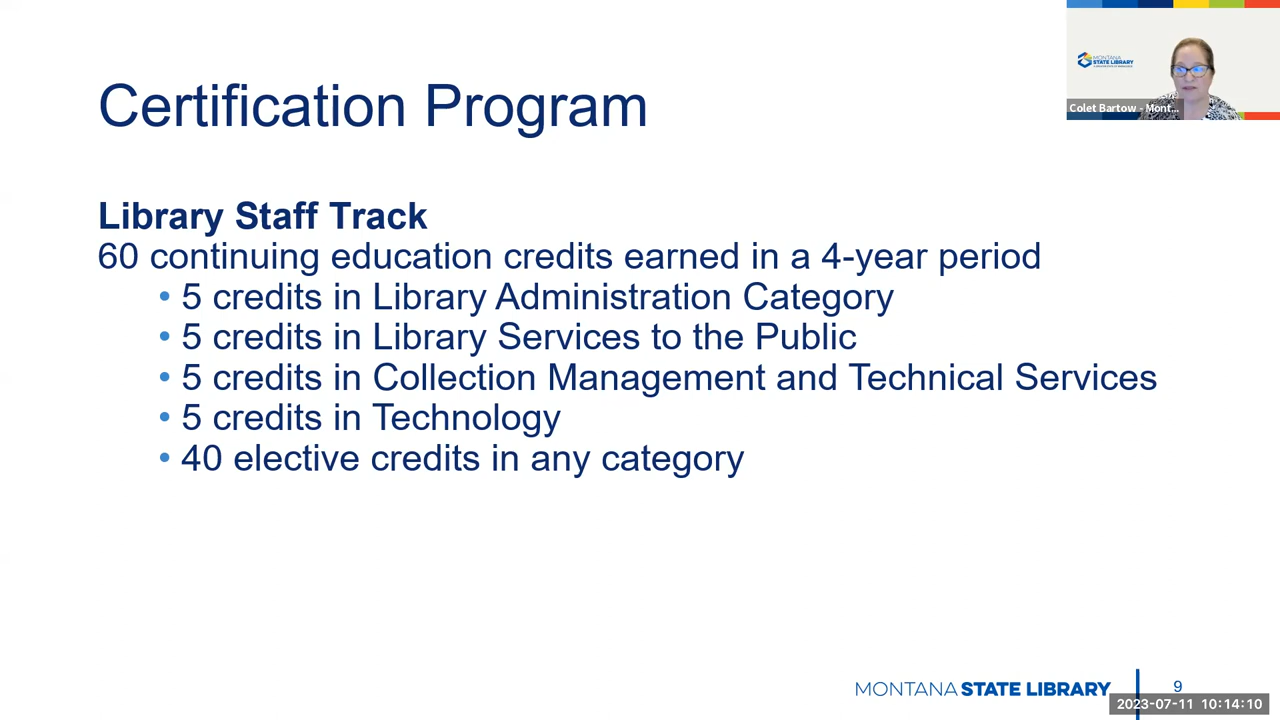 Certification Program
MONTANA
STATE LIBRARY
Colet Bartow - Mont...
Library Staff Track
60 continuing education credits earned in a 4-year period
• 5 credits in Library Administration Category
• 5 credits in Library Services to the Public
• 5 credits in Collection Management and Technical Services
• 5 credits in Technology
• 40 elective credits in any category
MONTANA STATE LIBRARY
9
2023-07-11 10:14:10